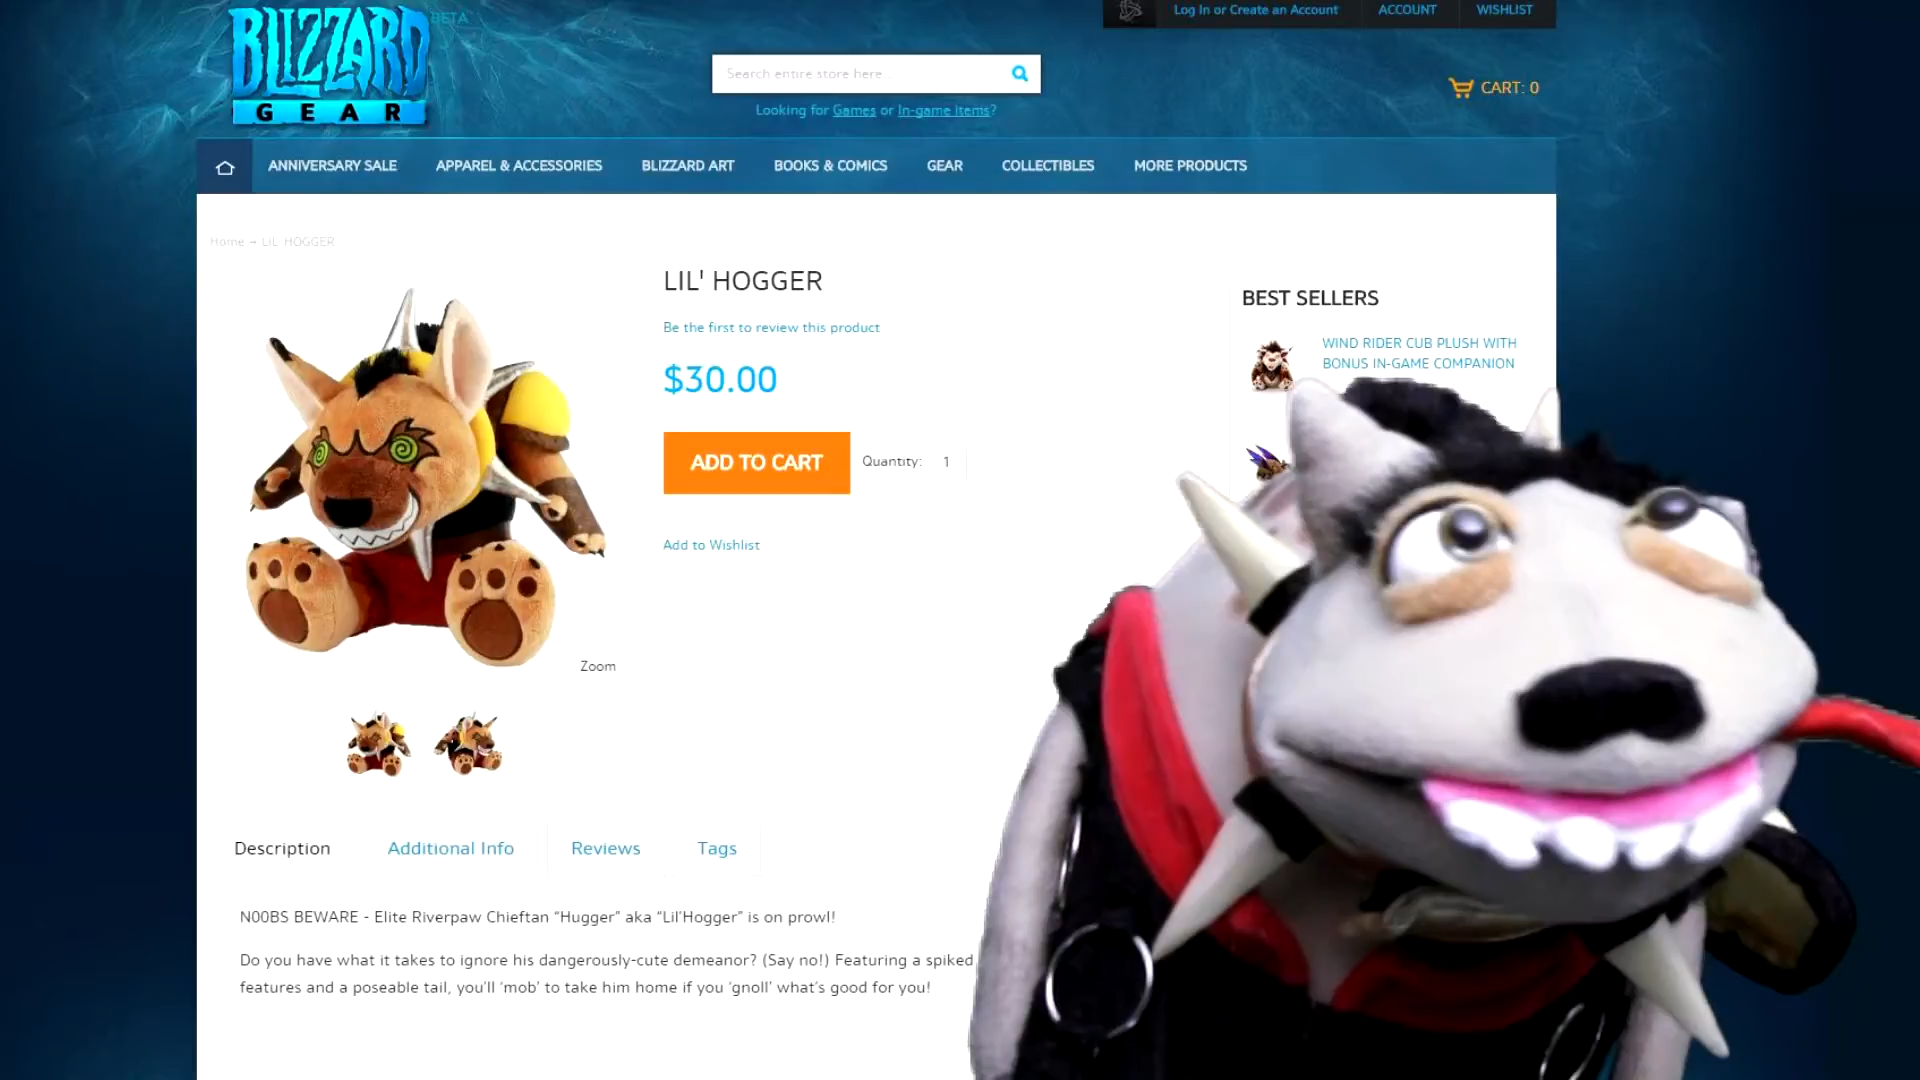 BLIZZARD
BETA
GEAR
Log In or Create an Account
ACCOUNT
WISHLIST
Search entire store here...
Looking for Games or In-game Items?
CART: 0
ANNIVERSARY SALE
APPAREL & ACCESSORIES
BLIZZARD ART
BOOKS & COMICS
GEAR
COLLECTIBLES
MORE PRODUCTS
Home → LIL' HOGGER
LIL' HOGGER
Be the first to review this product
$30.00
ADD TO CART
Quantity: 1
Add to Wishlist
Zoom
BEST SELLERS
WIND RIDER CUB PLUSH WITH
BONUS IN-GAME COMPANION
Description
Additional Info
Reviews
Tags
N00BS BEWARE - Elite Riverpaw Chieftan “Hugger” aka “Lil’Hogger” is on prowl!
Do you have what it takes to ignore his dangerously-cute demeanor? (Say no!) Featuring a spiked
features and a poseable tail, you’ll ‘mob’ to take him home if you ‘gnoll’ what’s good for you!